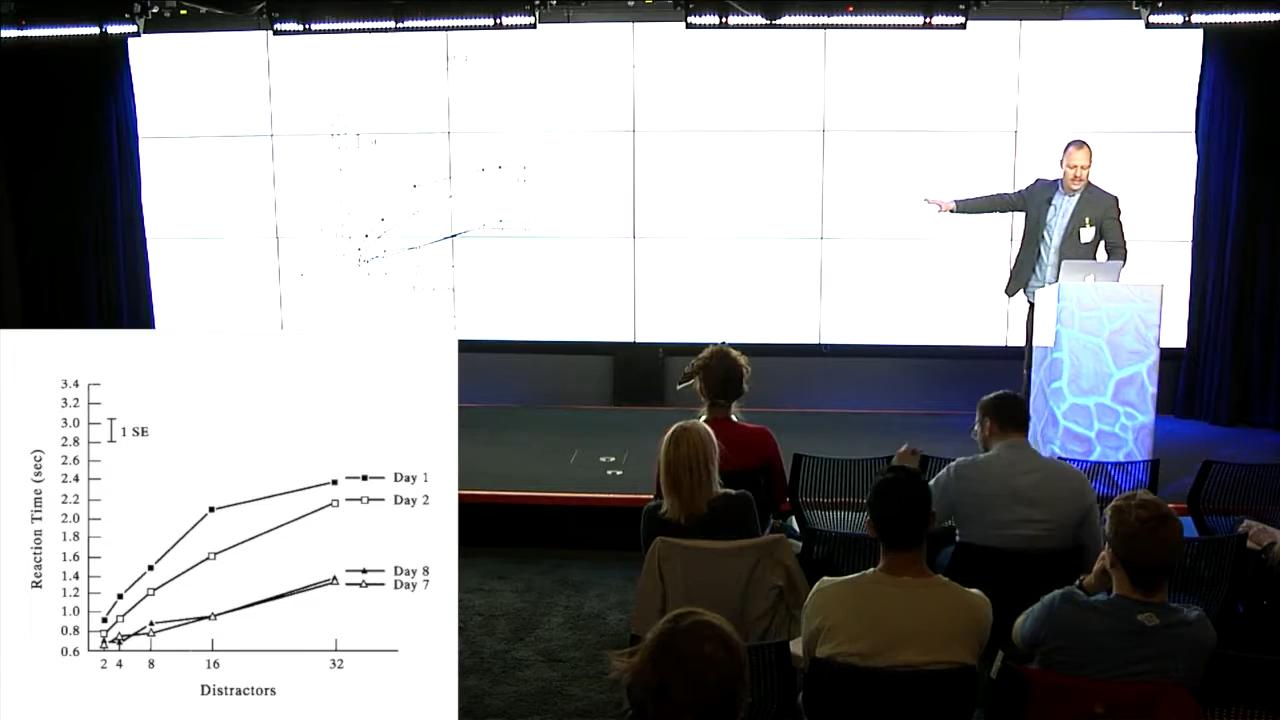 3.4
3.2
3.0
2.8
2.6
2.4
2.2
2.0
1.8
1.6
1.4
1.2
1.0
0.8
0.6
Reaction Time (sec)
1 SE
Day 1
Day 2
Day 8
Day 7
2 4 8 16 32
Distractors